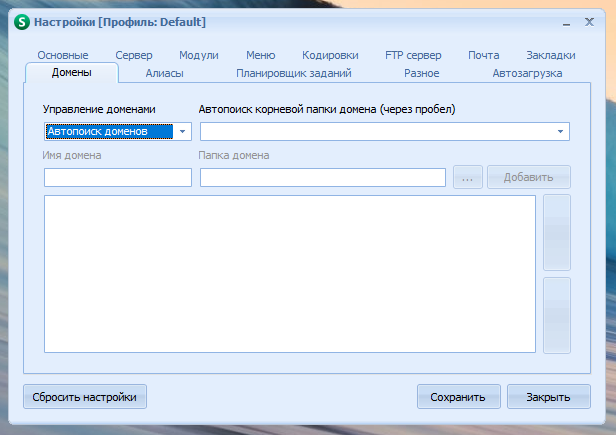 S Настройки [Профиль: Default]
Основные Сервер Модули Меню Кодировки FTP сервер Почта Закладки
Домены Алиасы Планировщик заданий Разное Автозагрузка
Управление доменами Автопоиск корневой папки домена (через пробел)
Автопоиск доменов
Имя домена Папка домена
... Добавить
Сбросить настройки Сохранить Закрыть